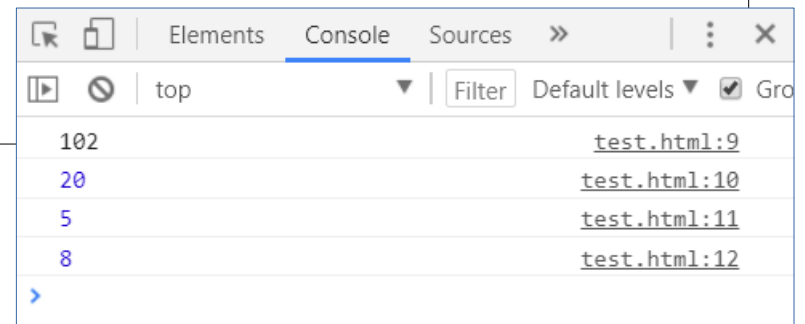 Elements Console Sources »
top Filter Default levels Gro
102 test.html:9
20 test.html:10
5 test.html:11
8 test.html:12
>